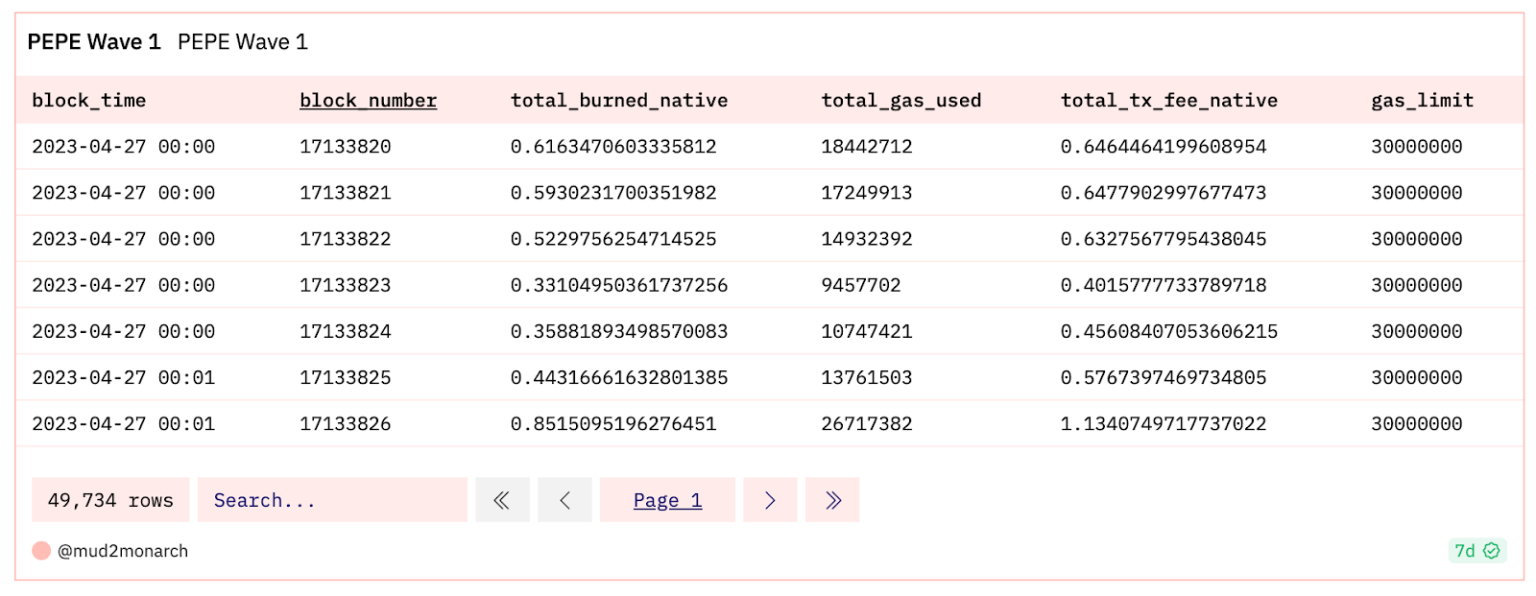 PEPE Wave 1 PEPE Wave 1
block_time block_number total_burned_native total_gas_used total_tx_fee_native gas_limit
2023-04-27 00:00 17133820 0.6163470603335812 18442712 0.6464464199608954 30000000
2023-04-27 00:00 17133821 0.5930231700351982 17249913 0.6477902997677473 30000000
2023-04-27 00:00 17133822 0.5229756254714525 14932392 0.6327567795438045 30000000
2023-04-27 00:00 17133823 0.33104950361737256 9457702 0.4015777733789718 30000000
2023-04-27 00:00 17133824 0.35881893498570083 10747421 0.45608407053606215 30000000
2023-04-27 00:01 17133825 0.44316661632801385 13761503 0.5767397469734805 30000000
2023-04-27 00:01 17133826 0.8515095196276451 26717382 1.1340749717737022 30000000
49,734 rows Search... Page 1
@mud2monarch 7d